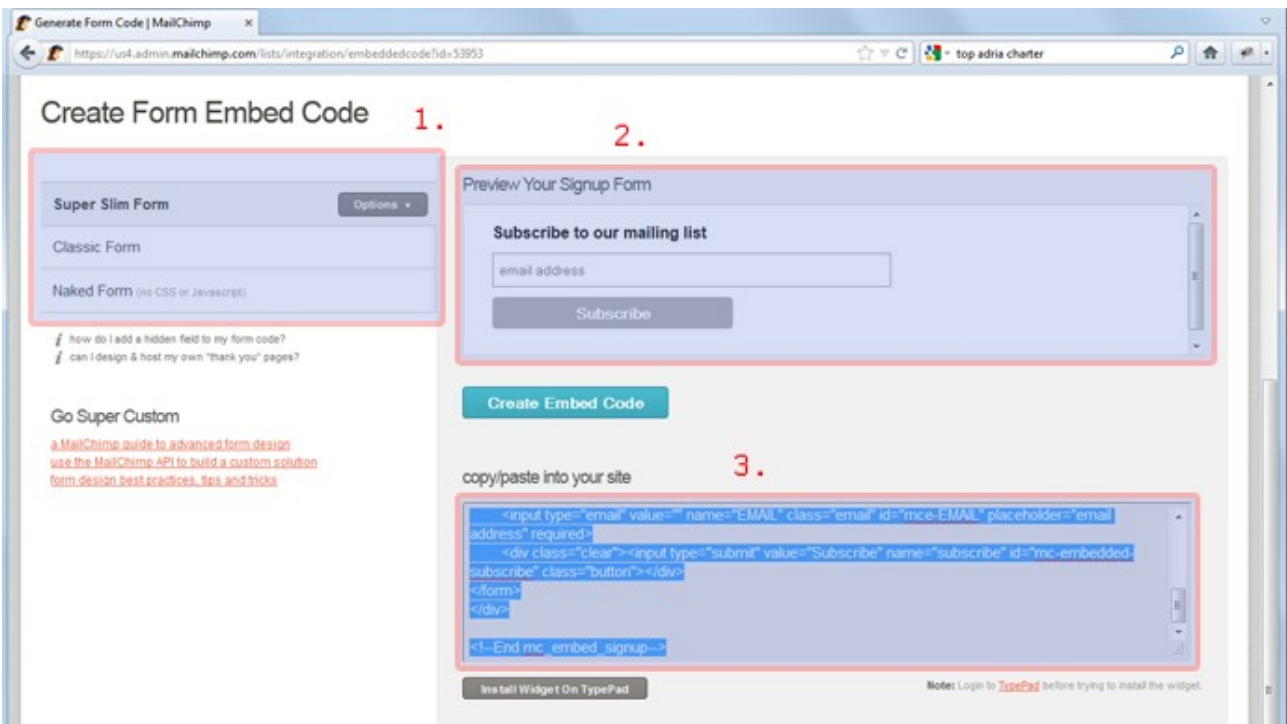 Generate Form Code | MailChimp ×
https://us4.admin.mailchimp.com/lists/integration/embeddedcode?id=53953
top adria charter
Create Form Embed Code
1.
2.
Super Slim Form
Options
Classic Form
Naked Form (no CSS or Javascript)
i how do I add a hidden field to my form code?
i can I design & host my own "thank you" pages?
Go Super Custom
a MailChimp guide to advanced form design
use the MailChimp API to build a custom solution
form design best practices, tips and tricks
Preview Your Signup Form
Subscribe to our mailing list
email address
Subscribe
Create Embed Code
3.
copy/paste into your site
<input type="email" value="" name="EMAIL" class="email" id="mce-EMAIL" placeholder="email
address" required>
<div class="clear"><input type="submit" value="Subscribe" name="subscribe" id="mc-embedded-
subscribe" class="button"></div>
</form>
</div>
<!--End mc_embed_signup-->
Install Widget On TypePad
Note: Login to TypePad before trying to install the widget.